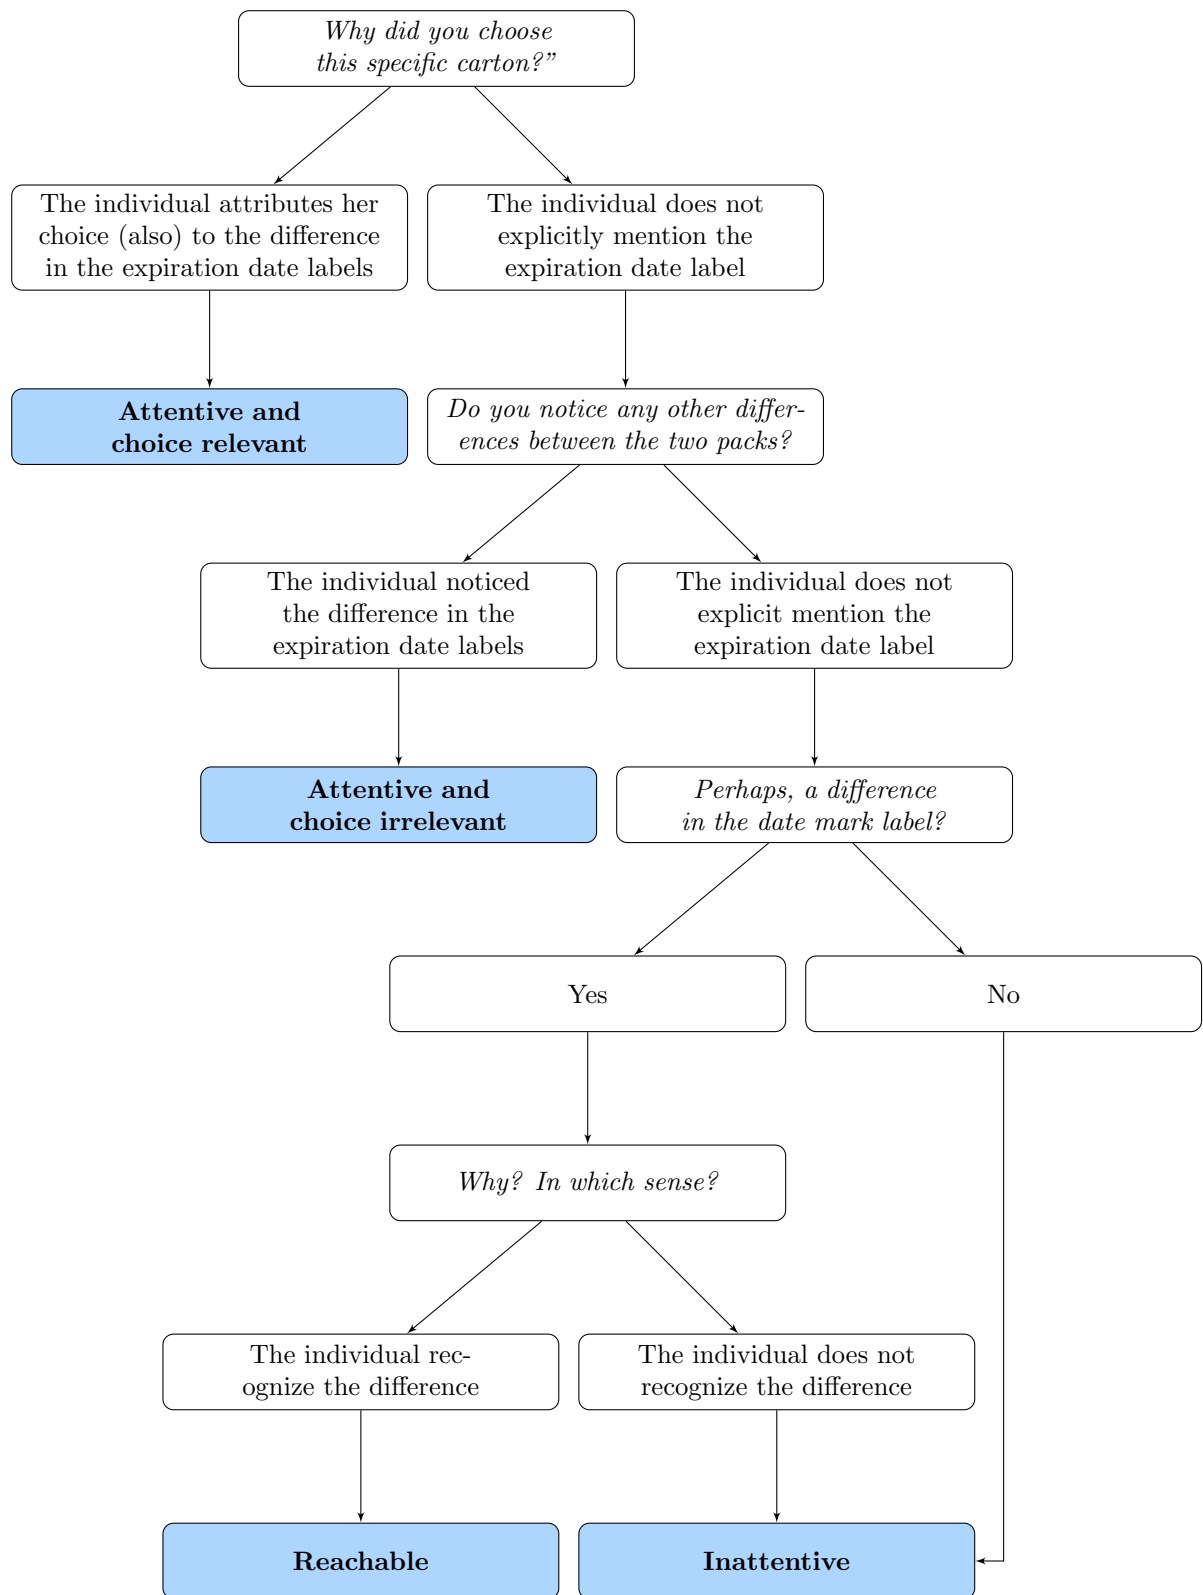 Why did you choose
this specific carton?”
The individual attributes her
choice (also) to the difference
in the expiration date labels
The individual does not
explicitly mention the
expiration date label
Attentive and
choice relevant
Do you notice any other differ-
ences between the two packs?
The individual noticed
the difference in the
expiration date labels
The individual does not
explicit mention the
expiration date label
Attentive and
choice irrelevant
Perhaps, a difference
in the date mark label?
Yes
No
Why? In which sense?
The individual rec-
ognize the difference
The individual does not
recognize the difference
Reachable
Inattentive